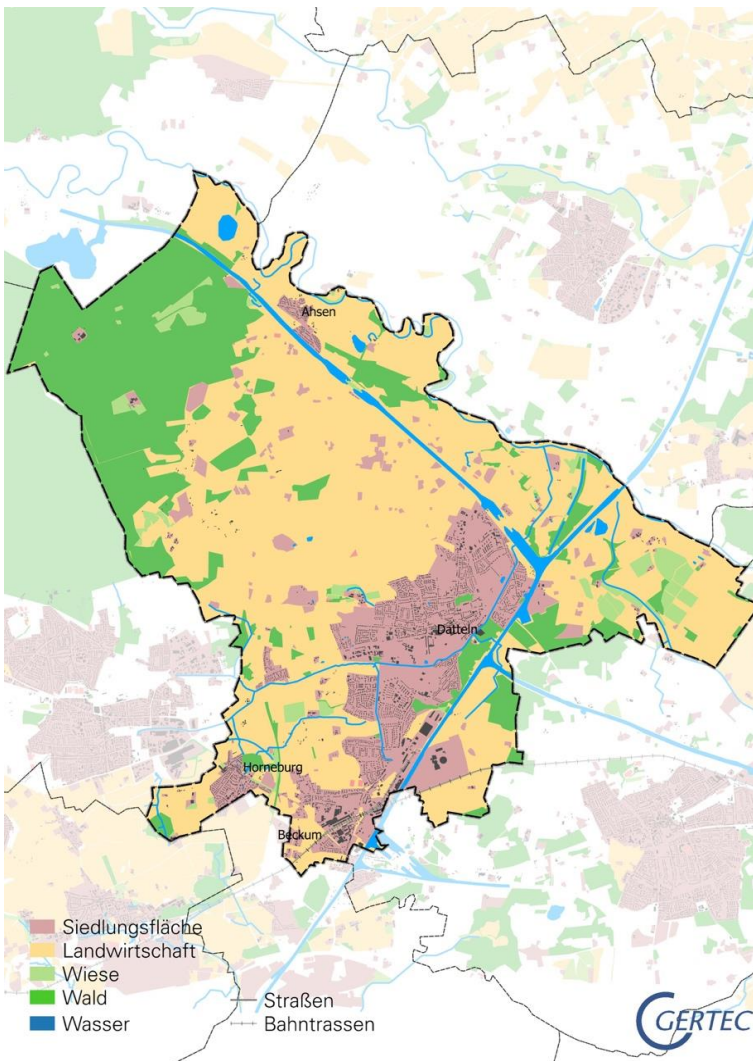 Ahsen
Datteln
Horneburg
Beckum
Siedlungsfläche
Landwirtschaft
Wiese
Wald
Wasser
Straßen
Bahntrassen
GERTEC